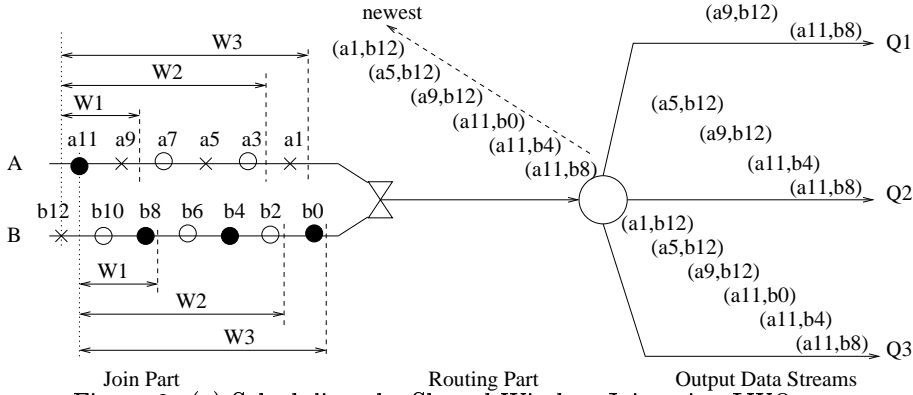 newest
(a9,b12)
(a11,b8)
Q1
W3
(a1,b12)
W2
(a5,b12)
W1
(a9,b12)
(a5,b12)
a11 a9 a7 a5 a3 a1
(a11,b0)
(a9,b12)
(a11,b4)
(a11,b4)
A
(a11,b8)
(a11,b8)
Q2
b12 b10 b8 b6 b4 b2 b0
(a1,b12)
B
(a5,b12)
W1
(a9,b12)
W2
(a11,b0)
W3
(a11,b4)
(a11,b8)
Q3
Join Part
Routing Part
Output Data Streams